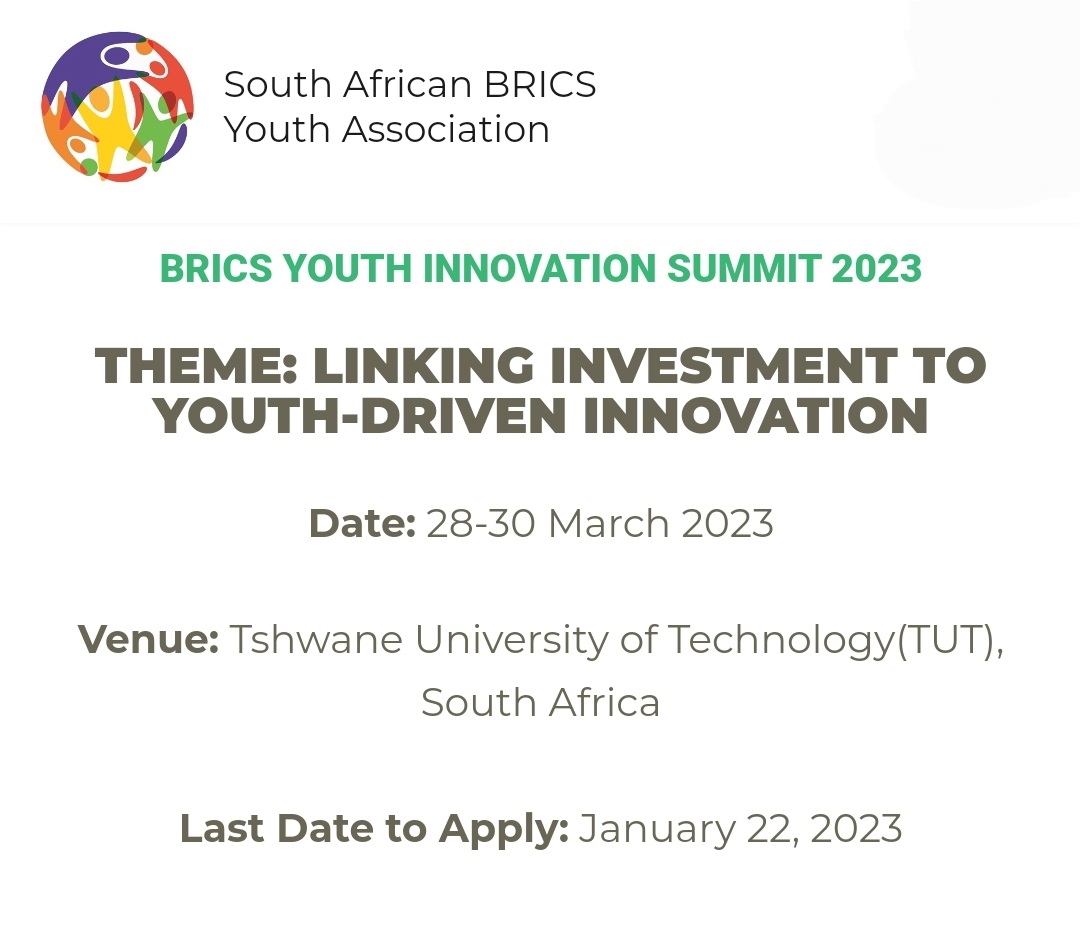 South African BRICS
Youth Association
BRICS YOUTH INNOVATION SUMMIT 2023
THEME: LINKING INVESTMENT TO
YOUTH-DRIVEN INNOVATION
Date: 28-30 March 2023
Venue: Tshwane University of Technology(TUT),
South Africa
Last Date to Apply: January 22, 2023